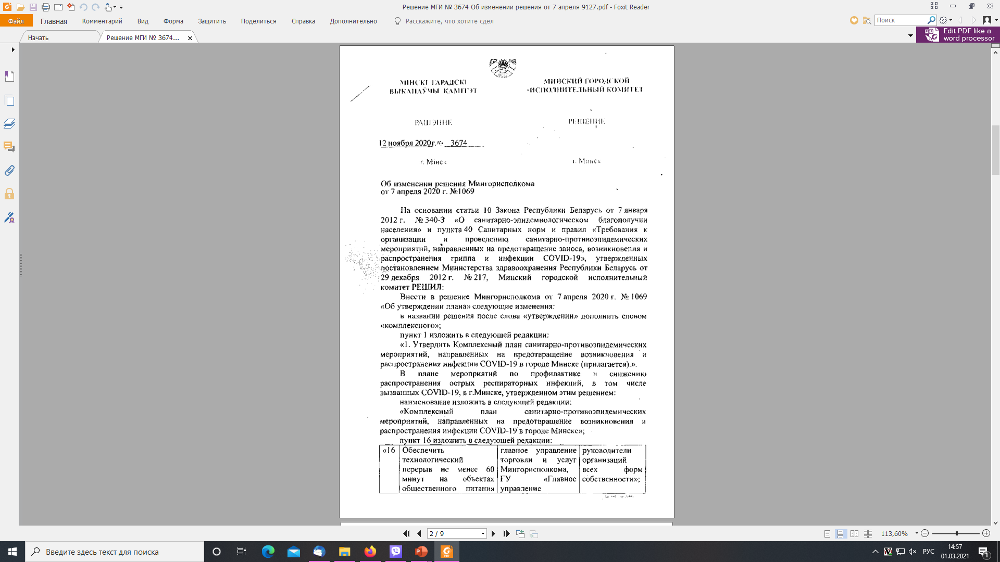 Решение МГИ № 3674 Об изменении решения от 7 апреля 9127.pdf - Foxit Reader
Файл Главная Комментарий Вид Форма Защитить Поделиться Справка Дополнительно Расскажите, что хотите сдел
Поиск
Начать
Решение МГИ № 3674...
Edit PDF like a
word processor
МІНСКІ ГАРАДСКІ
ВЫКАНАЎЧЫ КАМІТЭТ
МИНСКИЙ ГОРОДСКОЙ
ИСПОЛНИТЕЛЬНЫЙ КОМИТЕТ
РАШЭННЕ
РЕШЕНИЕ
12 ноября 2020г. № 3674
г. Мінск
г. Минск
Об изменении решения Мингорисполкома
от 7 апреля 2020 г. №1069
На основании статьи 10 Закона Республики Беларусь от 7 января
2012 г. № 340-З «О санитарно-эпидемиологическом благополучии
населения» и пункта 40 Санитарных норм и правил «Требования к
организации и проведению санитарно-противоэпидемических
мероприятий, направленных на предотвращение заноса, возникновения и
распространения гриппа и инфекции COVID-19», утвержденных
постановлением Министерства здравоохранения Республики Беларусь от
29 декабря 2012 г. № 217, Минский городской исполнительный
комитет РЕШИЛ:
Внести в решение Мингорисполкома от 7 апреля 2020 г. № 1069
«Об утверждении плана» следующие изменения:
в названии решения после слова «утверждении» дополнить словом
«комплексного»;
пункт 1 изложить в следующей редакции:
«1. Утвердить Комплексный план санитарно-противоэпидемических
мероприятий, направленных на предотвращение возникновения и
распространения инфекции COVID-19 в городе Минске (прилагается).».
В плане мероприятий по профилактике и снижению
распространения острых респираторных инфекций, в том числе
вызванных COVID-19, в г.Минске, утвержденном этим решением:
наименование изложить в следующей редакции:
«Комплексный план санитарно-противоэпидемических
мероприятий, направленных на предотвращение возникновения и
распространения инфекции COVID-19 в городе Минске»;
пункт 16 изложить в следующей редакции:
«16 Обеспечить главное управление руководители
технологический торговли и услуг организаций
перерыв не менее 60 Мингорисполкома, всех форм
минут на объектах ГУ «Главное собственности»;
общественного питания управление
2 / 9
113,60%
Введите здесь текст для поиска
РУС
14:57
01.03.2021
1